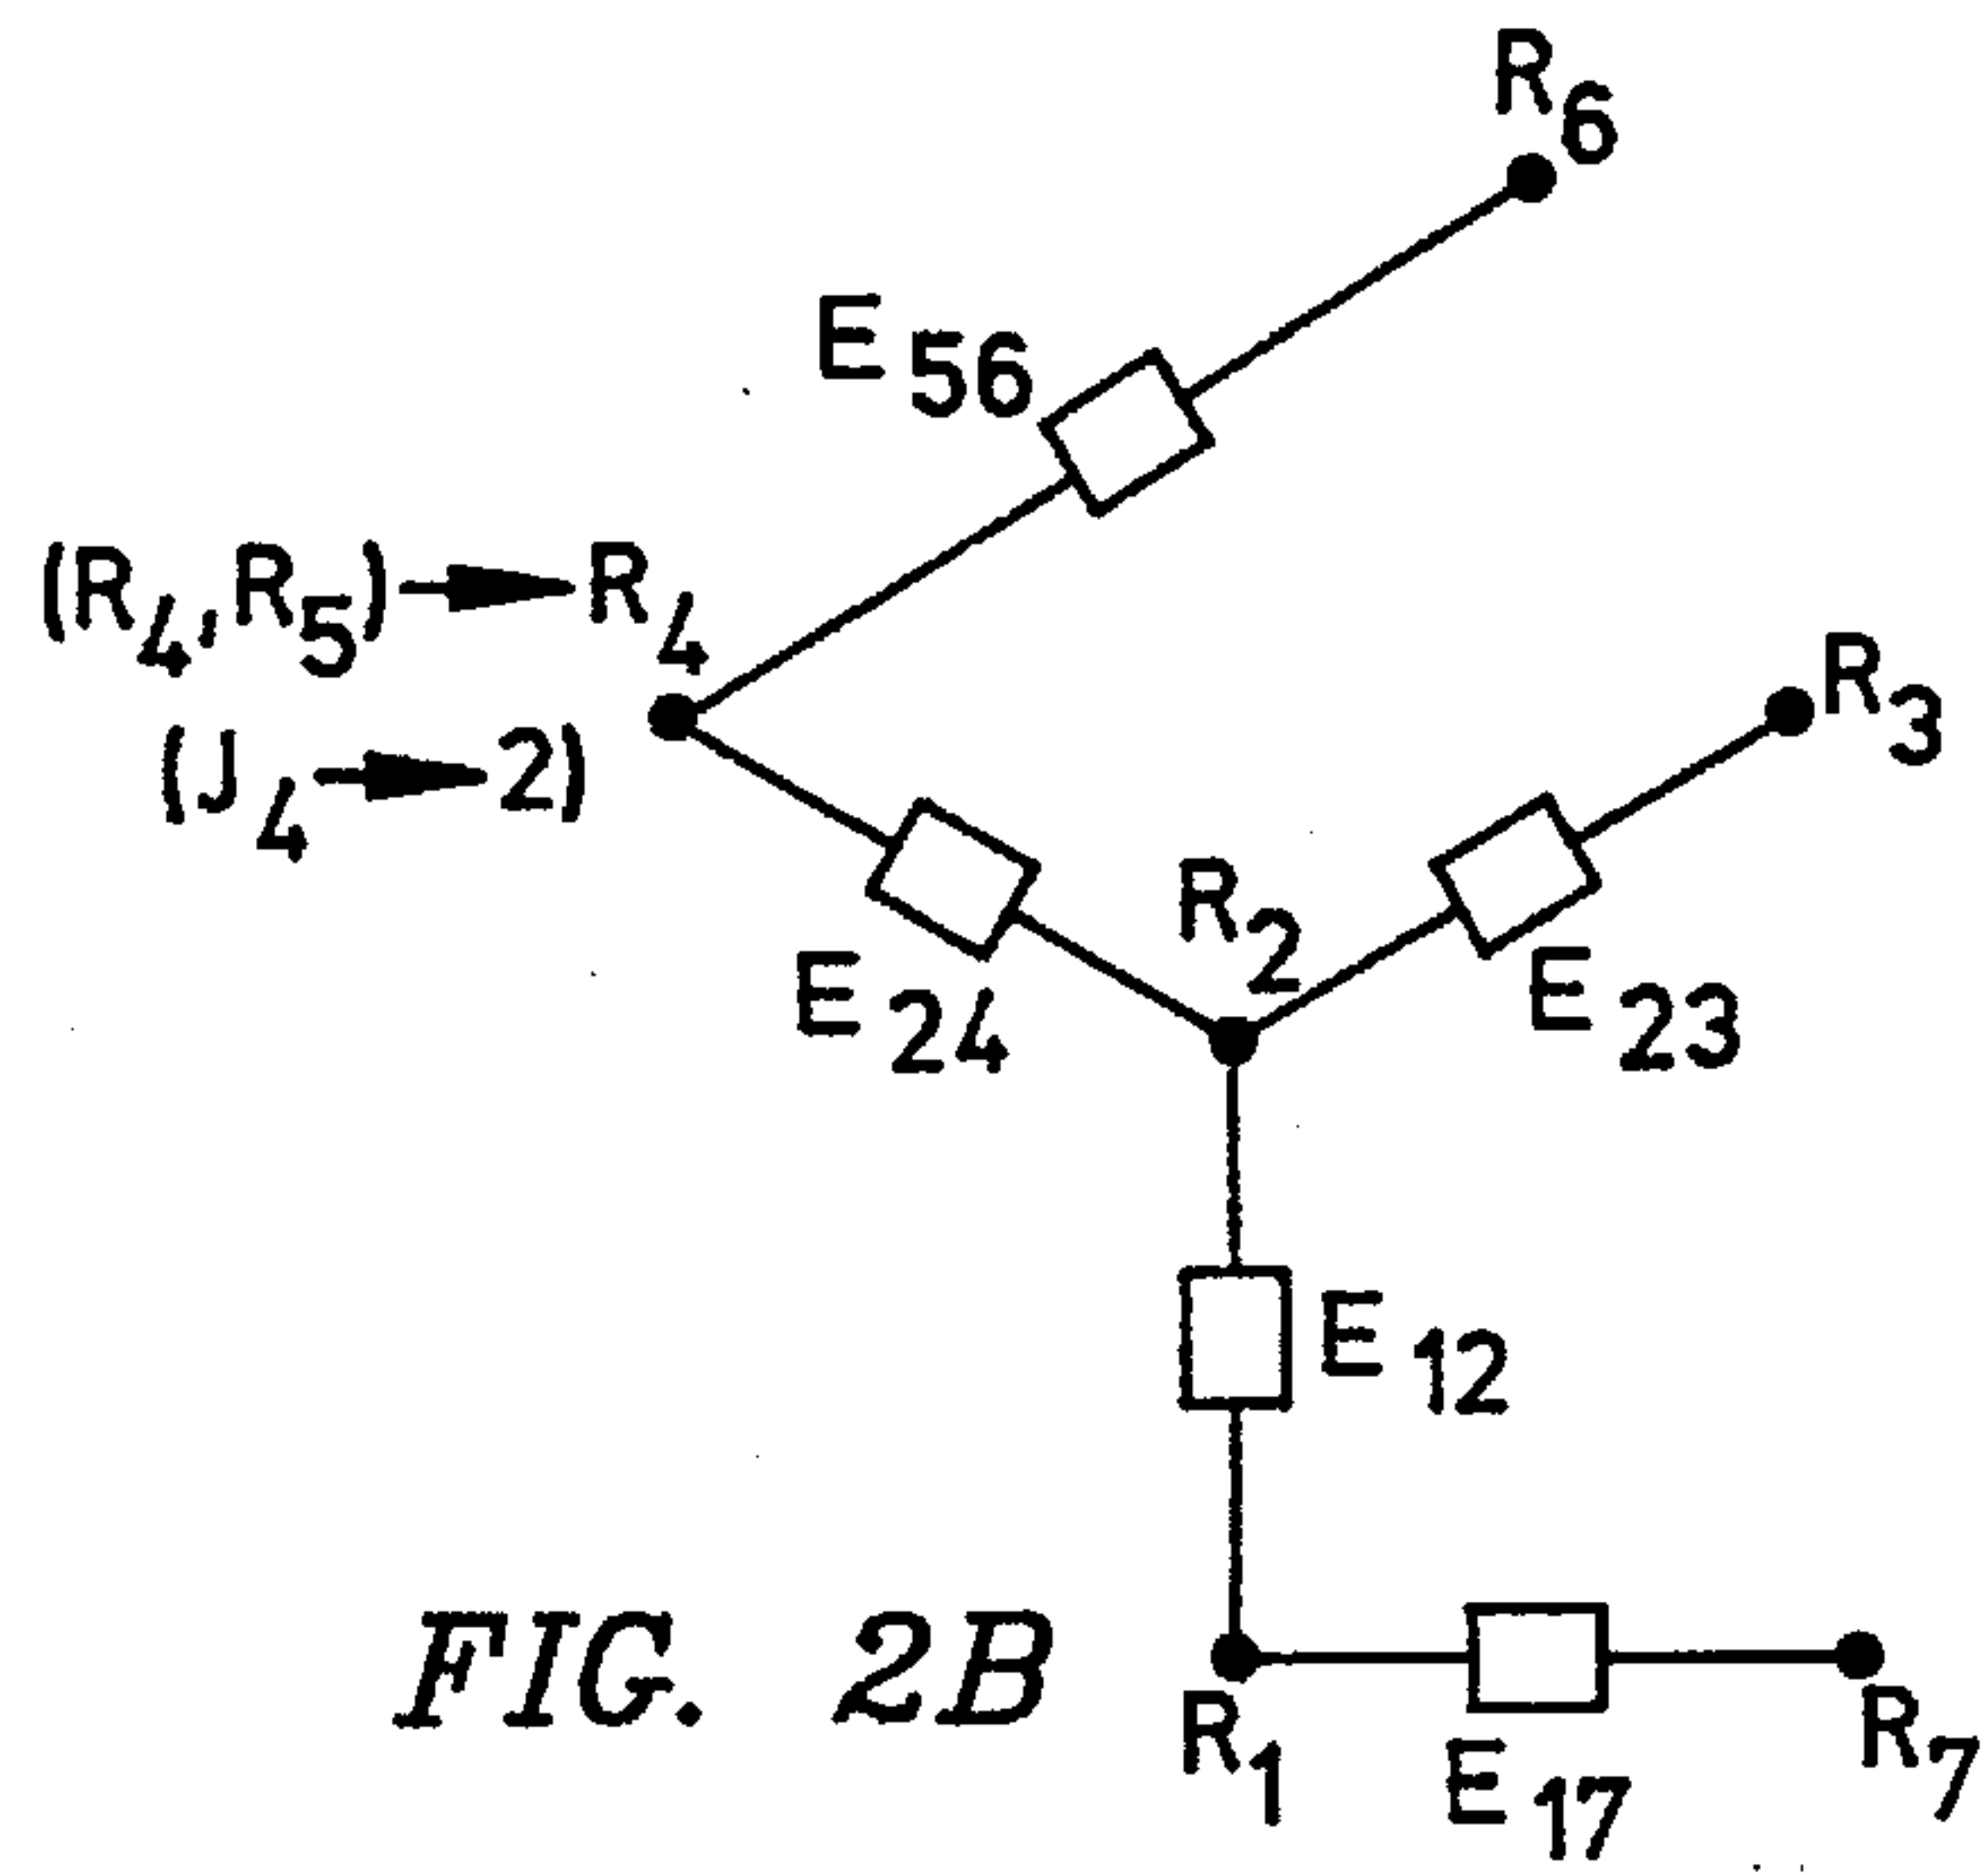 R6
E56
(R4,R5)→R4
R3
(J4→2)
R2
E24
E23
E12
FIG. 2B
R1
R7
E17